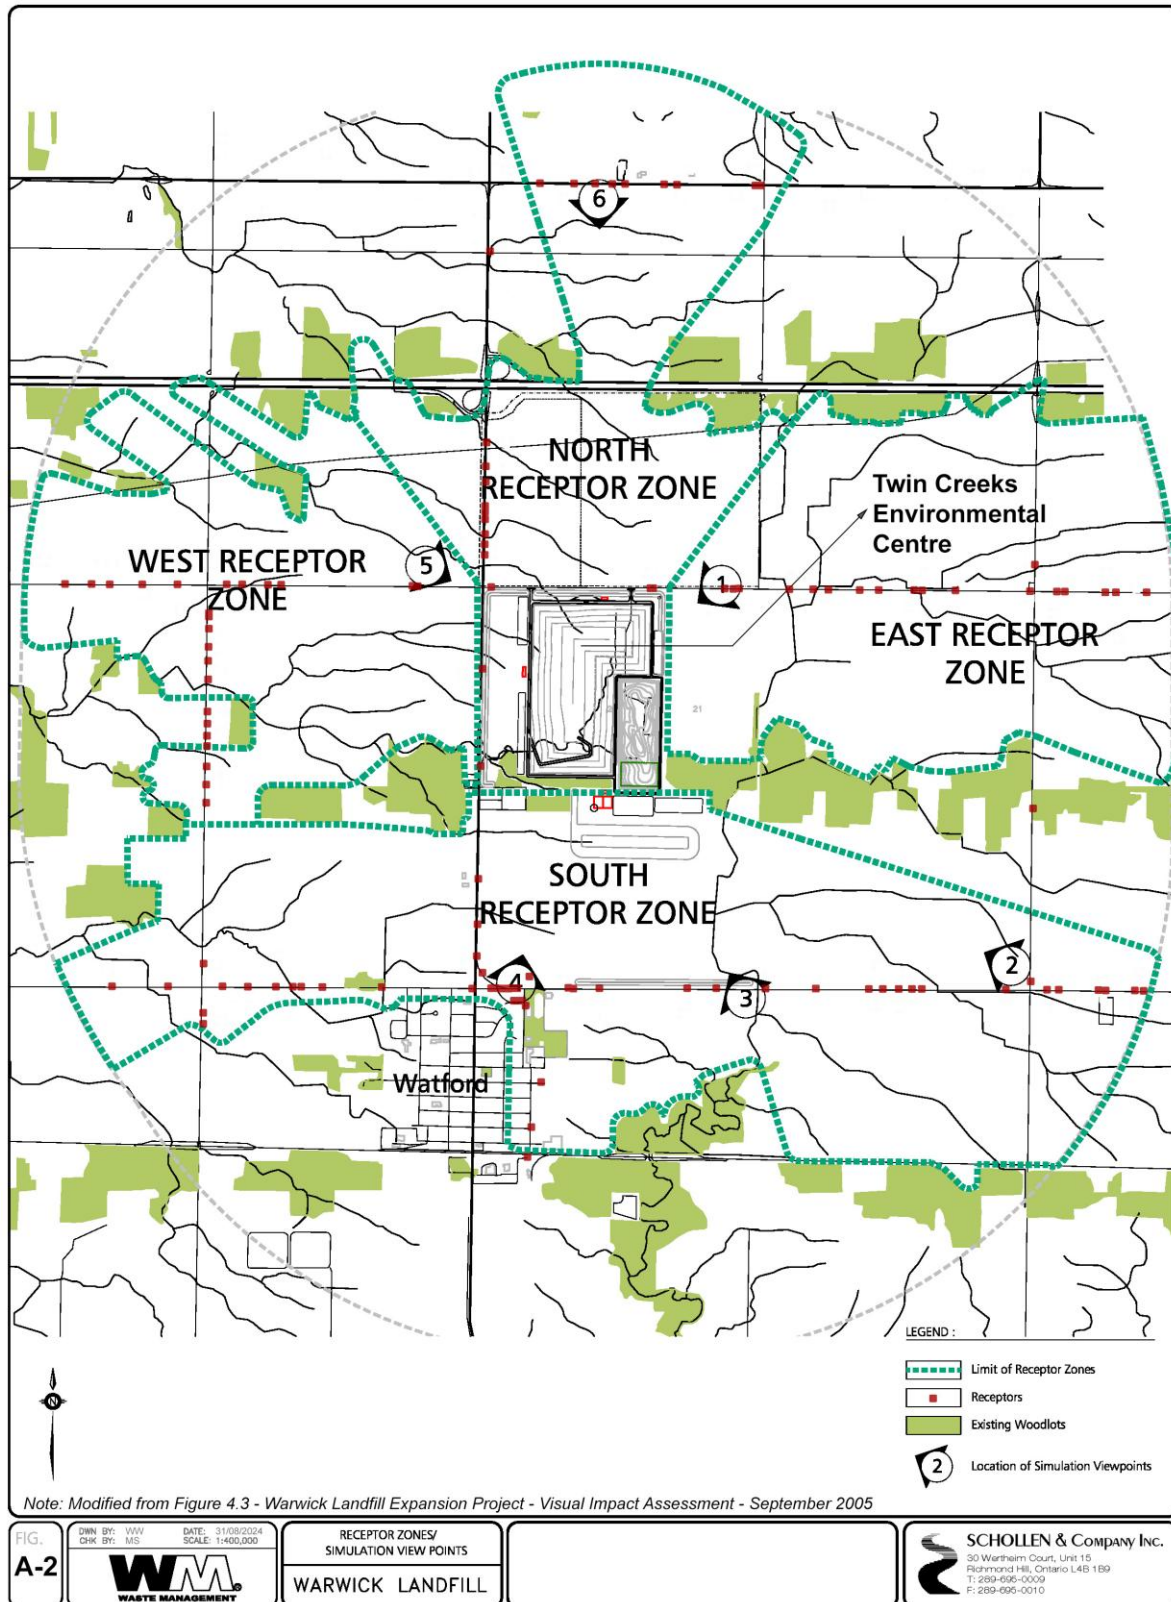 6
NORTH
RECEPTOR ZONE
Twin Creeks
Environmental
Centre
WEST RECEPTOR
ZONE
5
1
EAST RECEPTOR
ZONE
21
SOUTH
RECEPTOR ZONE
2
4
3
Watford
LEGEND :
Limit of Receptor Zones
Receptors
Existing Woodlots
2
Location of Simulation Viewpoints
N
Note: Modified from Figure 4.3 - Warwick Landfill Expansion Project - Visual Impact Assessment - September 2005
FIG.
A-2
DWN BY: WW
DATE: 31/08/2024
CHK BY: MS
SCALE: 1:400,000
WM
WASTE MANAGEMENT
RECEPTOR ZONES/
SIMULATION VIEW POINTS
WARWICK LANDFILL
SCHOLLEN & Company Inc.
30 Wertheim Court, Unit 15
Richmond Hill, Ontario L4B 1B9
T: 289-695-0009
F: 289-695-0010